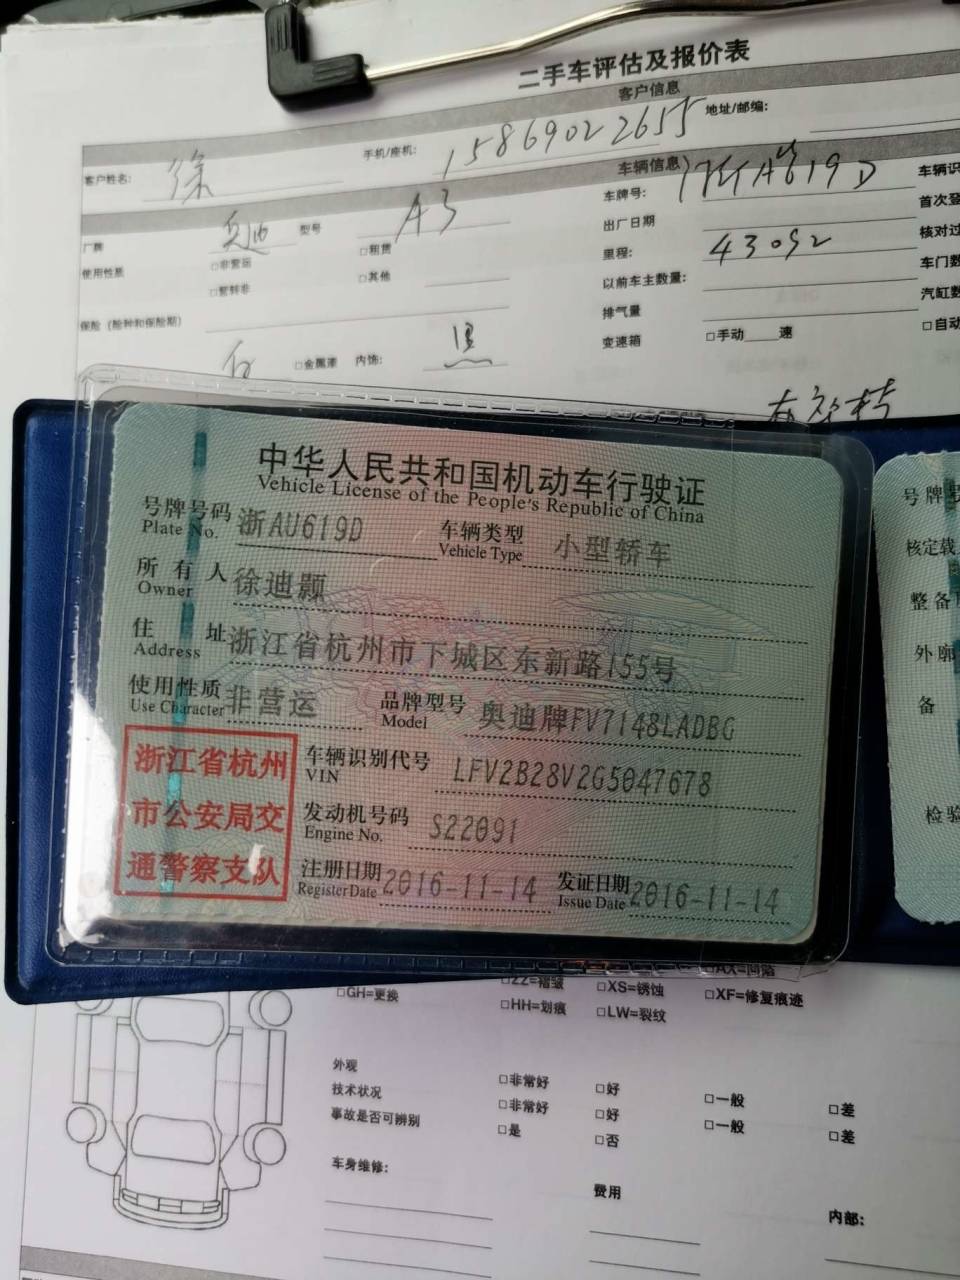 二手车评估及报价表
客户信息
客户姓名: 徐 手机/座机: 15869022655 地址/邮编:
车辆信息
厂牌 奥迪 型号 A3 车牌号: 浙AU619D 车辆识
使用性质 □非营运 □租赁 出厂日期 首次登
□营转非 □其他 里程: 43052 核对过
以前车主数量: 车门数
保险 (险种和保险期) 排气量 汽缸数
□金属漆 内饰: 黑 变速箱 □手动 速 □自动
中华人民共和国机动车行驶证
Vehicle License of the People's Republic of China
号牌号码 浙AU619D 车辆类型 小型轿车
Plate No. Vehicle Type
所有人 徐迪颢
Owner
住址 浙江省杭州市下城区东新路155号
Address
使用性质 非营运 品牌型号 奥迪牌FV7148LADBG
Use Character Model
浙江省杭州
市公安局交
通警察支队
车辆识别代号 LFV2B28V2G5047678
VIN
发动机号码 S22091
Engine No.
注册日期 2016-11-14 发证日期 2016-11-14
Register Date Issue Date
号牌
核定载
整备
外廓
备
检验
□GH=更换 □ZZ=褶皱 □XS=锈蚀 □AX=凹陷
□HH=划痕 □LW=裂纹 □XF=修复痕迹
外观 □非常好 □好 □一般 □差
技术状况 □非常好 □好 □一般 □差
事故是否可辨别 □是 □否
车身维修: 费用 内部: